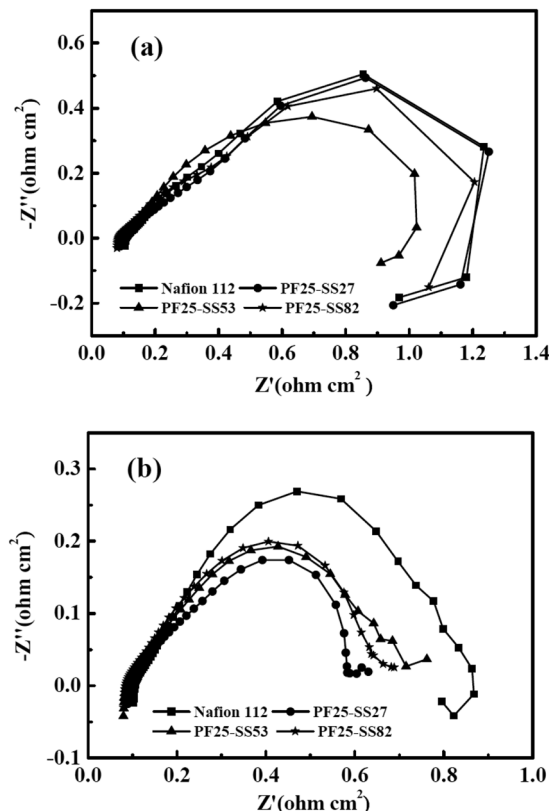 (a)
0.6
0.4
0.2
0.0
-0.2
-Z''(ohm cm²)
Nafion 112 PF25-SS27
PF25-SS53 PF25-SS82
0.0 0.2 0.4 0.6 0.8 1.0 1.2 1.4
Z'(ohm cm²)
(b)
0.3
0.2
0.1
0.0
-0.1
-Z''(ohm cm²)
Nafion 112 PF25-SS27
PF25-SS53 PF25-SS82
0.0 0.2 0.4 0.6 0.8 1.0
Z'(ohm cm²)